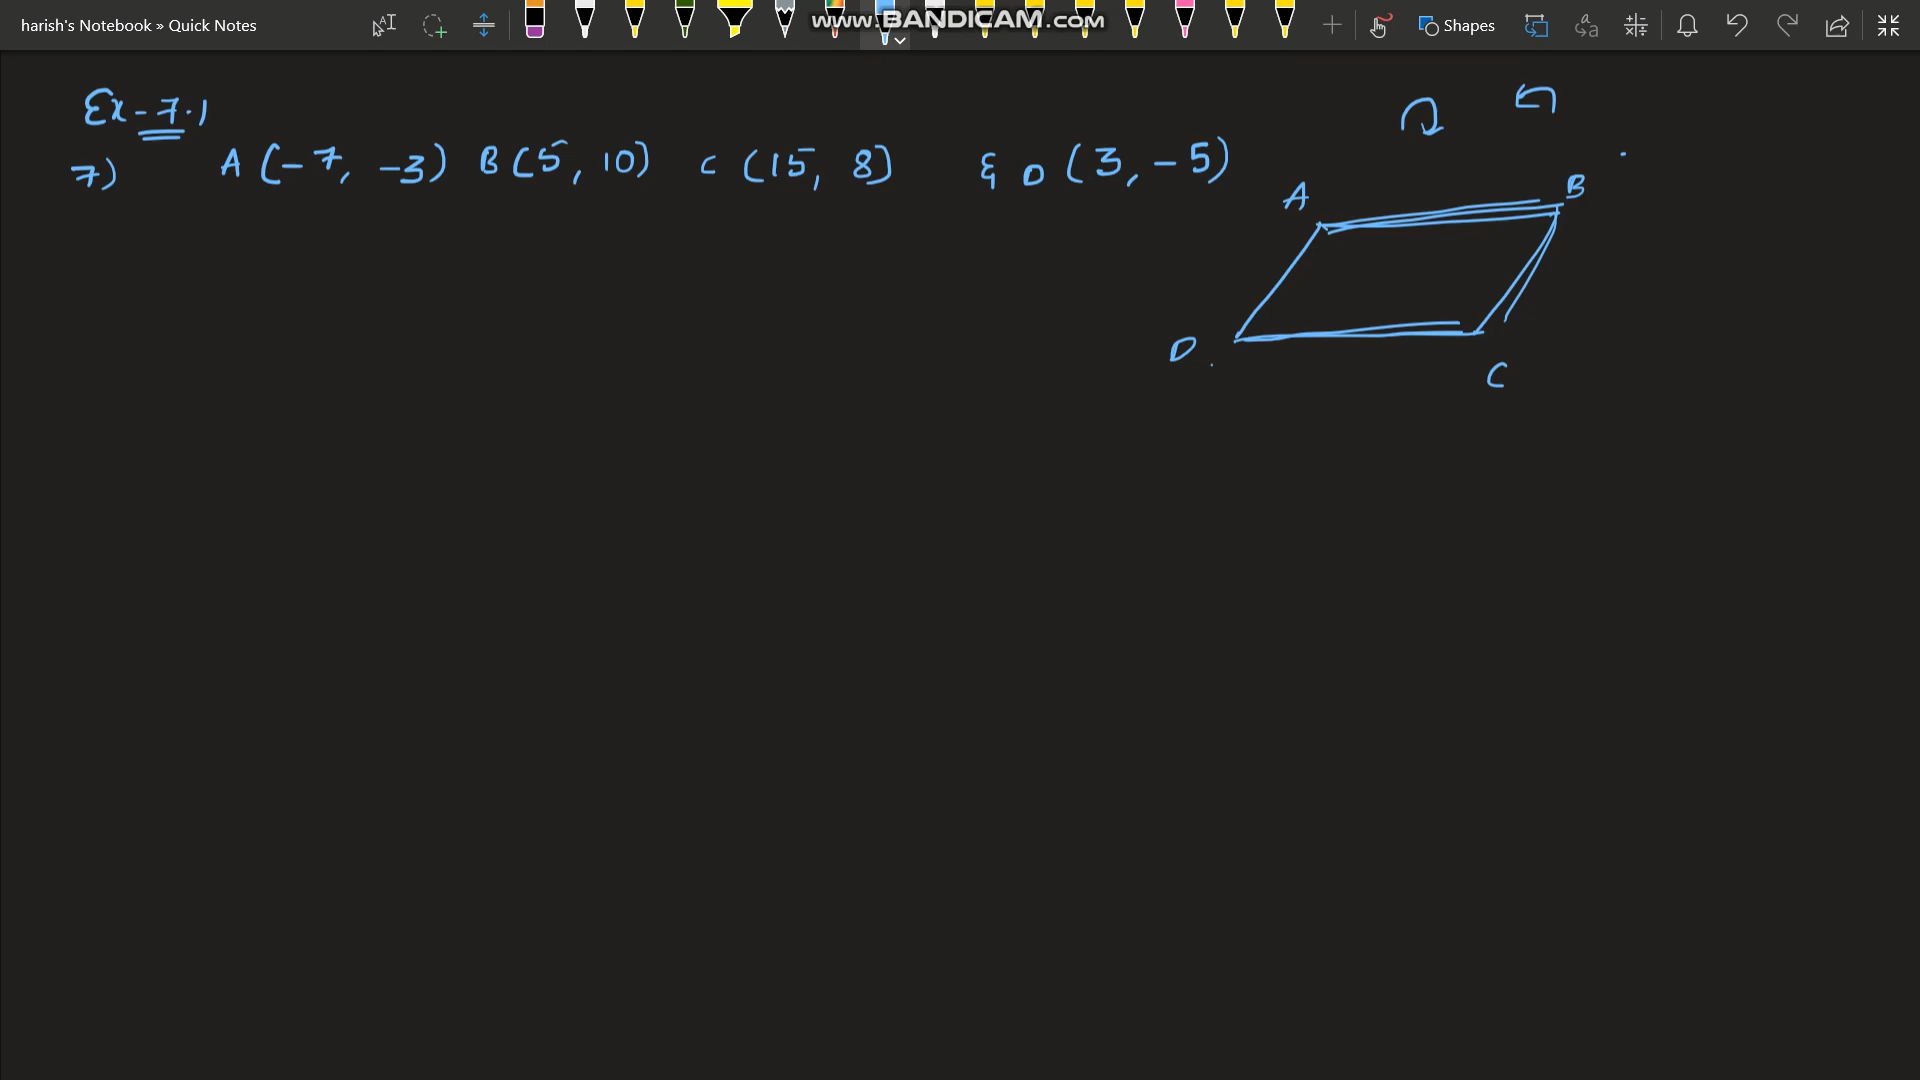 harish's Notebook » Quick Notes
www.BANDICAM.com
Shapes
Ex-7.1
7) A(-7, -3) B(5, 10) C(15, 8) & D(3, -5)
A
B
D
C